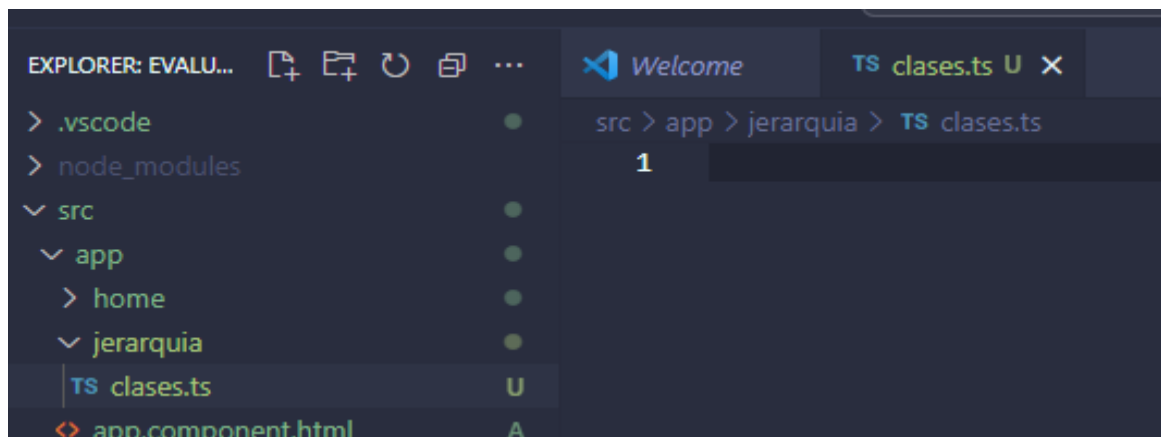 EXPLORER: EVALU...
.vscode
node_modules
src
app
home
jerarquia
TS clases.ts U
app.component.html A
Welcome TS clases.ts U
src > app > jerarquia > TS clases.ts
1